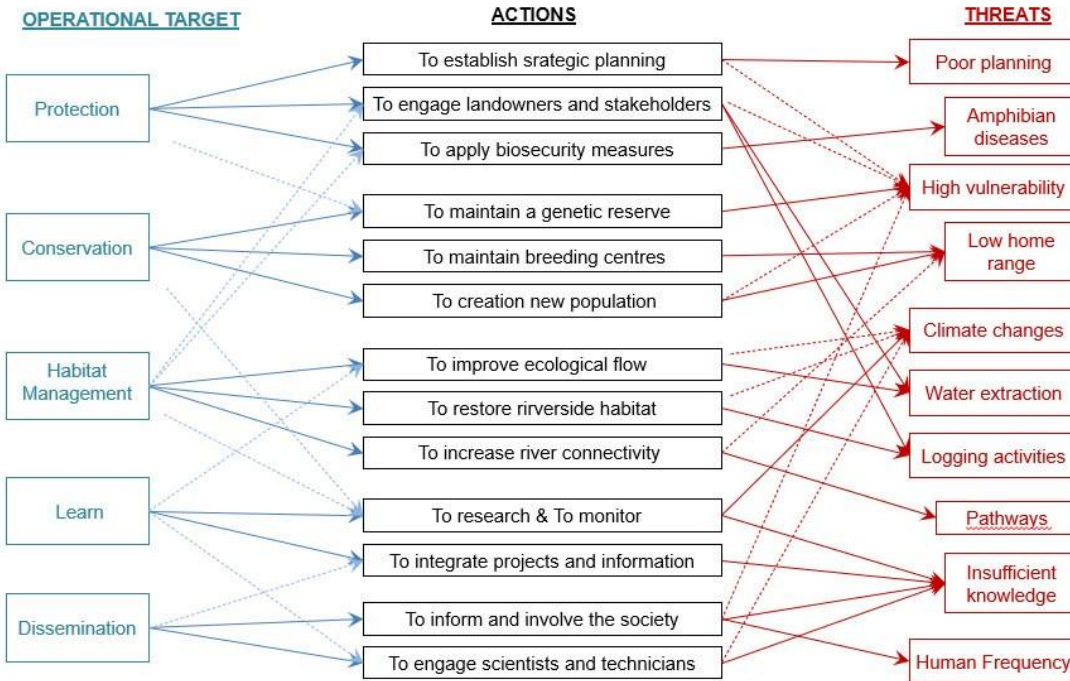 OPERATIONAL TARGET
ACTIONS
THREATS
Protection
Conservation
Habitat
Management
Learn
Dissemination
To establish srategic planning
To engage landowners and stakeholders
To apply biosecurity measures
To maintain a genetic reserve
To maintain breeding centres
To creation new population
To improve ecological flow
To restore rirverside habitat
To increase river connectivity
To research & To monitor
To integrate projects and information
To inform and involve the society
To engage scientists and technicians
Poor planning
Amphibian
diseases
High vulnerability
Low home
range
Climate changes
Water extraction
Logging activities
Pathways
Insufficient
knowledge
Human Frequency